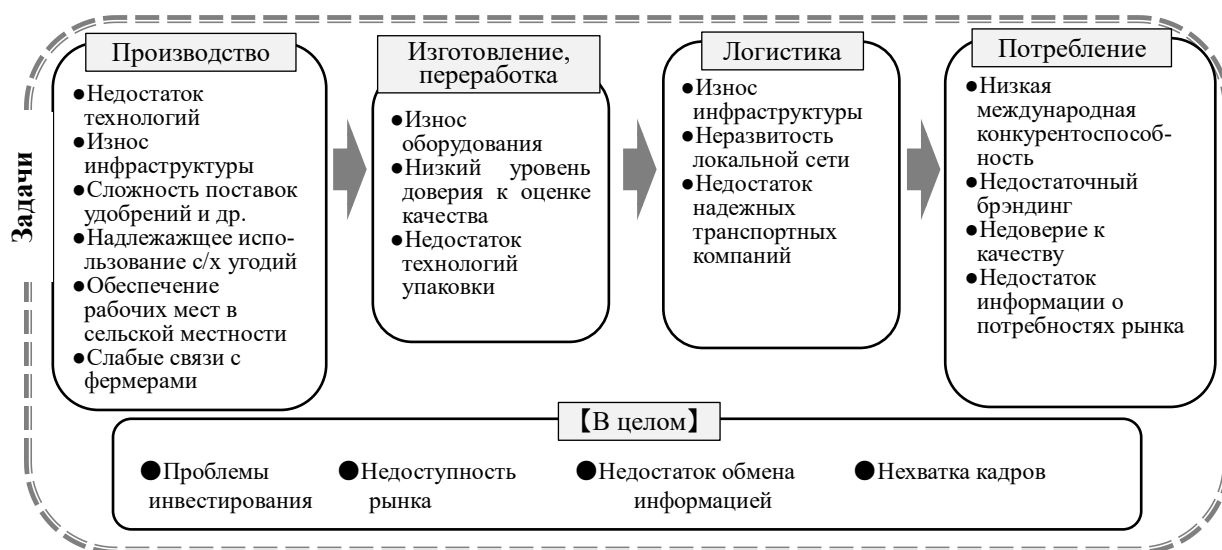 Задачи
Производство
●Недостаток
технологий
●Износ
инфраструктуры
●Сложность поставок
удобрений и др.
●Надлежажщее испо-
льзование с/х угодий
●Обеспечение
рабочих мест в
сельской местности
●Слабые связи с
фермерами
Изготовление,
переработка
●Износ
оборудования
●Низкий уровень
доверия к оценке
качества
●Недостаток
технологий
упаковки
Логистика
●Износ
инфраструктуры
●Неразвитость
локальной сети
●Недостаток
надежных
транспортных
компаний
Потребление
●Низкая
международная
конкурентоспособ-
ность
●Недостаточный
брэндинг
●Недоверие к
качеству
●Недостаток
информации о
потребностях рынка
【В целом】
●Проблемы
инвестирования
●Недоступность
рынка
●Недостаток обмена
информацией
●Нехватка кадров